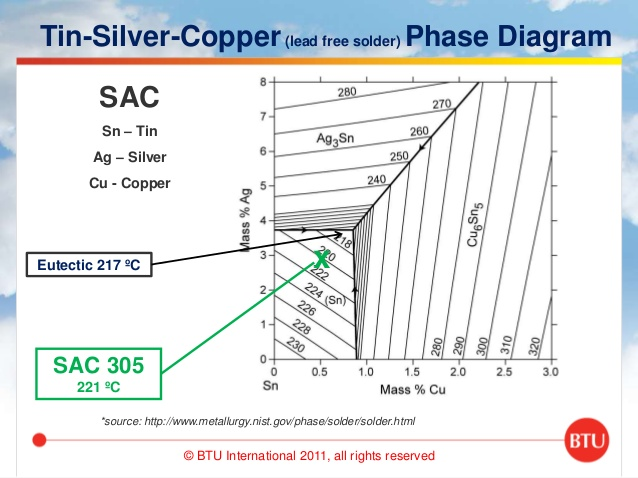 Tin-Silver-Copper (lead free solder) Phase Diagram
SAC
Sn – Tin
Ag – Silver
Cu - Copper
Eutectic 217 ºC
SAC 305
221 ºC
Mass % Ag
8
7
6
5
4
3
2
1
0
280
270
260
250
240
Ag3Sn
Cu6Sn5
218
220
222
224
(Sn)
226
228
230
X
280
290
300
310
320
0
0.5
1.0
1.5
2.0
2.5
3.0
Sn
Mass % Cu
*source: http://www.metallurgy.nist.gov/phase/solder/solder.html
© BTU International 2011, all rights reserved
BTU